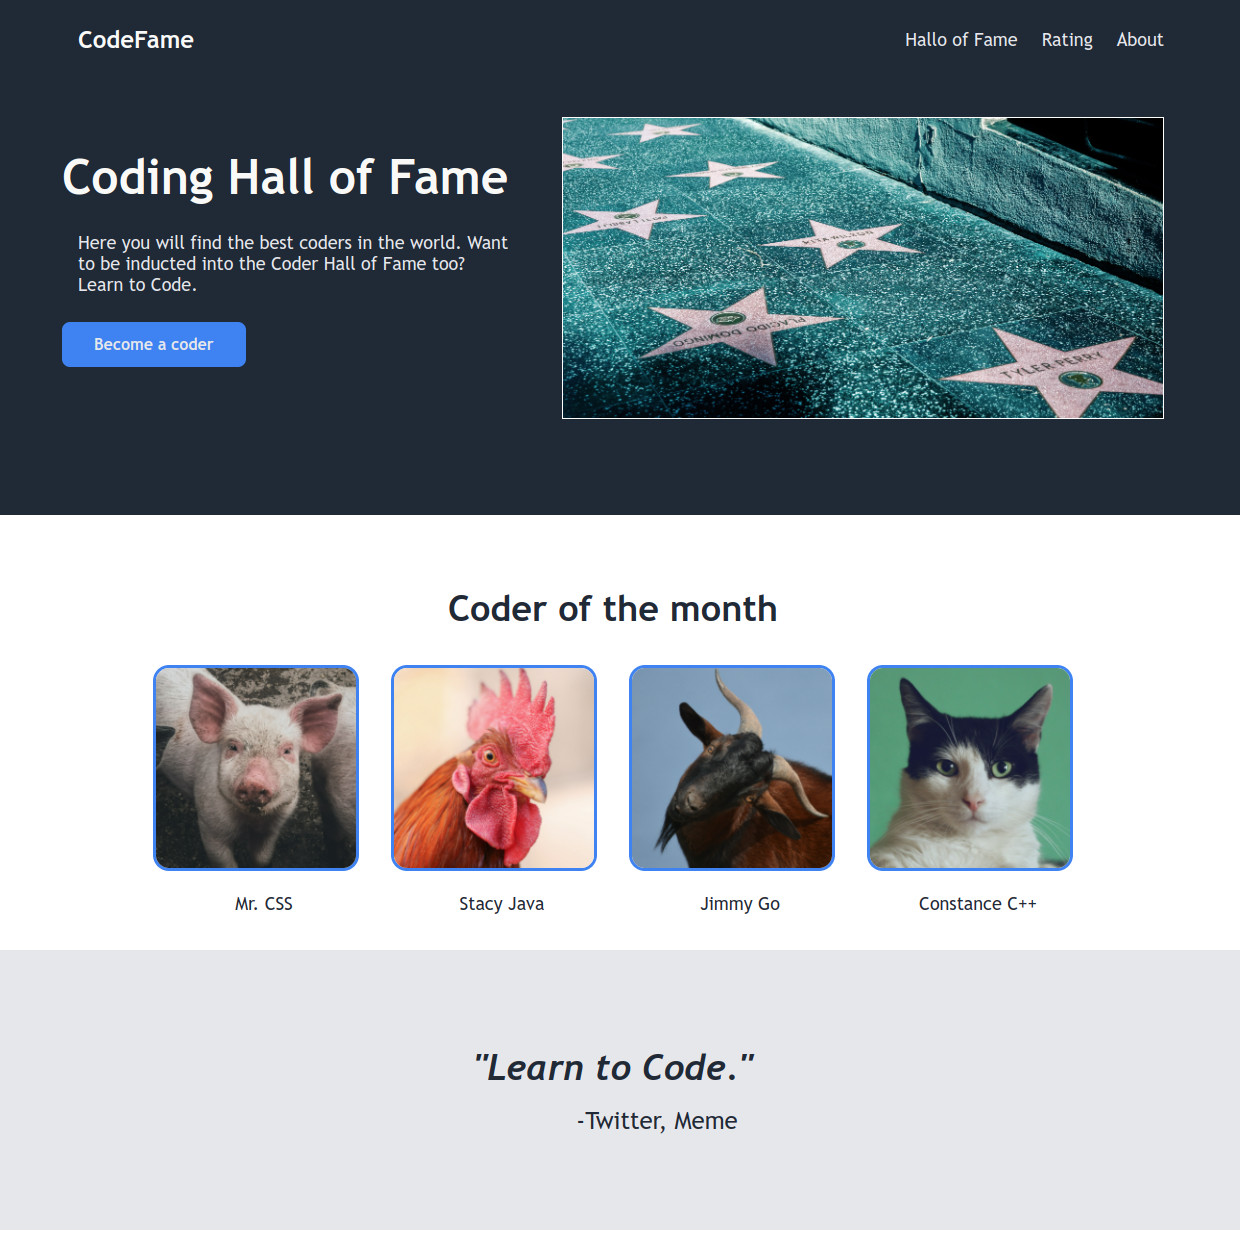 CodeFame
Hallo of Fame Rating About
Coding Hall of Fame
Here you will find the best coders in the world. Want
to be inducted into the Coder Hall of Fame too?
Learn to Code.
Become a coder
KITA WILSON
PLACIDO DOMINGO
TYLER PERRY
Coder of the month
Mr. CSS
Stacy Java
Jimmy Go
Constance C++
"Learn to Code."
-Twitter, Meme